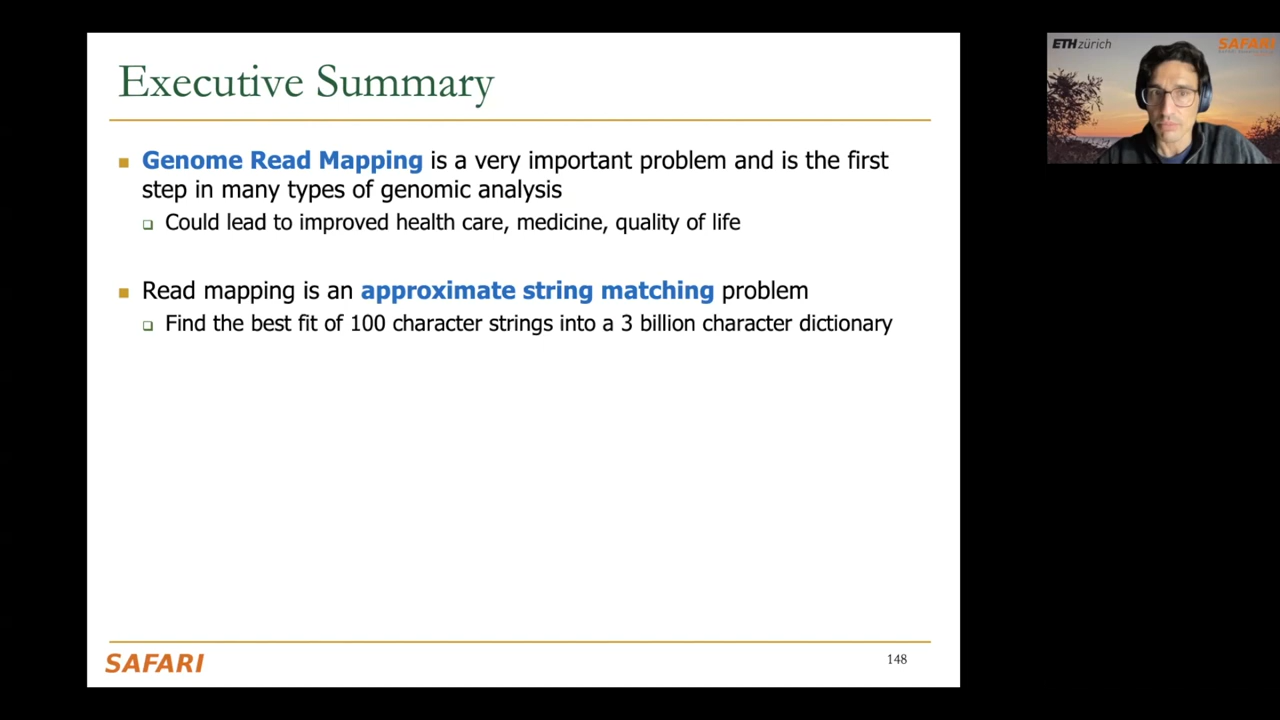 Executive Summary
Genome Read Mapping is a very important problem and is the first
step in many types of genomic analysis
Could lead to improved health care, medicine, quality of life
Read mapping is an approximate string matching problem
Find the best fit of 100 character strings into a 3 billion character dictionary
SAFARI
148
ETH zürich
SAFARI